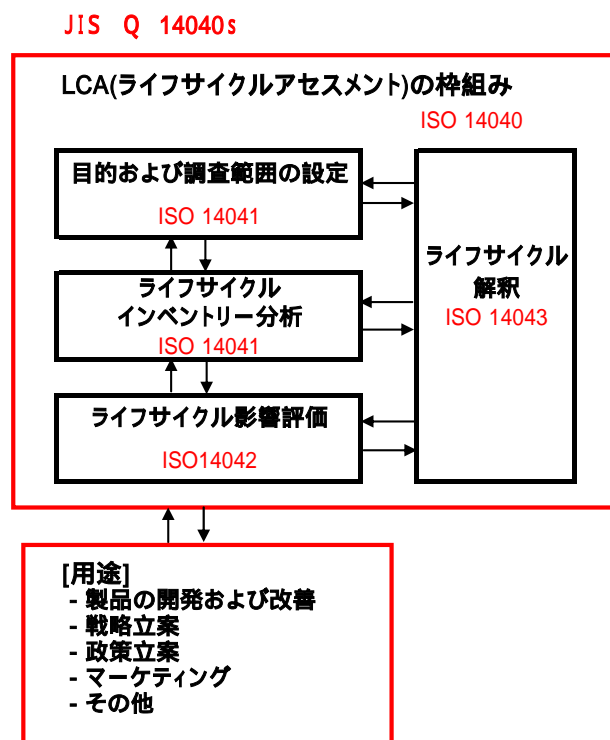 JIS Q 14040s
LCA(ライフサイクルアセスメント)の枠組み
ISO 14040
目的および調査範囲の設定
ISO 14041
ライフサイクル
インベントリー分析
ISO 14041
ライフサイクル影響評価
ISO14042
ライフサイクル
解釈
ISO 14043
[用途]
- 製品の開発および改善
- 戦略立案
- 政策立案
- マーケティング
- その他